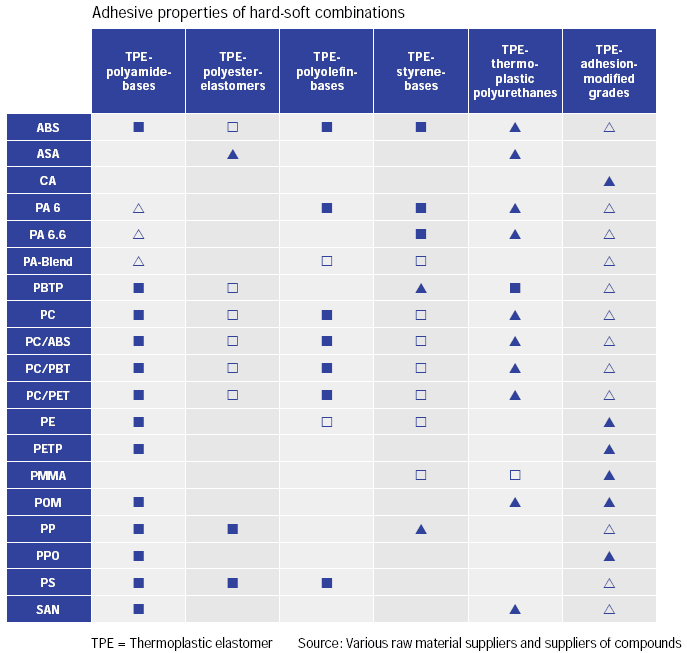 Adhesive properties of hard-soft combinations
TPE-polyamide-bases TPE-polyester-elastomers TPE-polyolefin-bases TPE-styrene-bases TPE-thermo-plastic polyurethanes TPE-adhesion-modified grades
ABS ■ □ ■ ■ ▲ △
ASA ▲ ▲
CA ▲
PA 6 △ ■ ■ ▲ △
PA 6.6 △ ■ ▲ △
PA-Blend △ □ □ △
PBTP ■ □ ▲ ■ △
PC ■ □ ■ □ ▲ △
PC/ABS ■ □ ■ □ ▲ △
PC/PBT ■ □ ■ □ ▲ △
PC/PET ■ □ ■ □ ▲ △
PE ■ □ □ ▲
PETP ■ ▲
PMMA □ □ ▲
POM ■ ▲ ▲
PP ■ ■ ▲ △
PPO ■ ▲
PS ■ ■ ■ △
SAN ■ ▲ △
TPE = Thermoplastic elastomer Source: Various raw material suppliers and suppliers of compounds